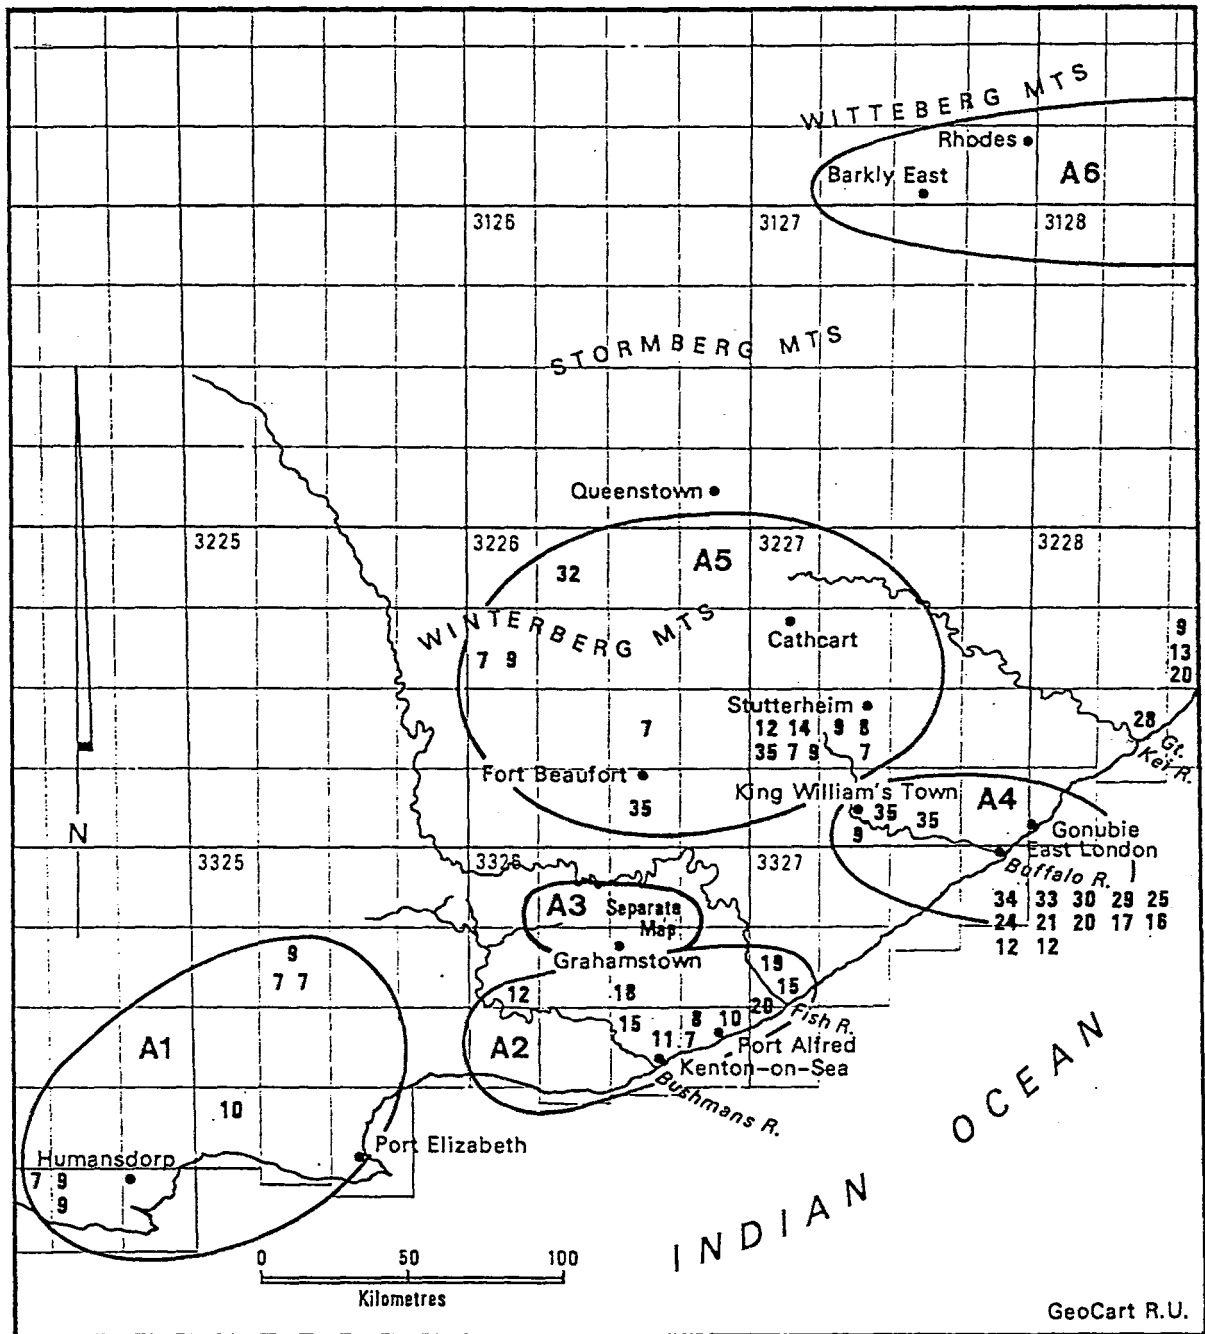 WITTEBERG MTS
Rhodes
Barkly East
A6
3126
3127
3128
STORMBERG MTS
Queenstown
3225
3226
3227
3228
A5
32
WINTERBERG MTS
Cathcart
7 9
9
13
20
Stutterheim
7
12 14 9 8
35 7 9 7
28
Gt.
Kei R.
Fort Beaufort
King William's Town
A4
35
35 35
9
Gonubie
N
3325
3326
3327
East London
Buffalo R.
A3
Separate
Map
34 33 30 29 25
24 21 20 17 16
12 12
Grahamstown
9
7 7
19
12
18
15
20
Fish R.
A1
A2
15
8
10
11 7
Port Alfred
Kenton-on-Sea
Bushmans R.
10
Port Elizabeth
Humansdorp
7 9
9
INDIAN OCEAN
0 50 100
Kilometres
GeoCart R.U.